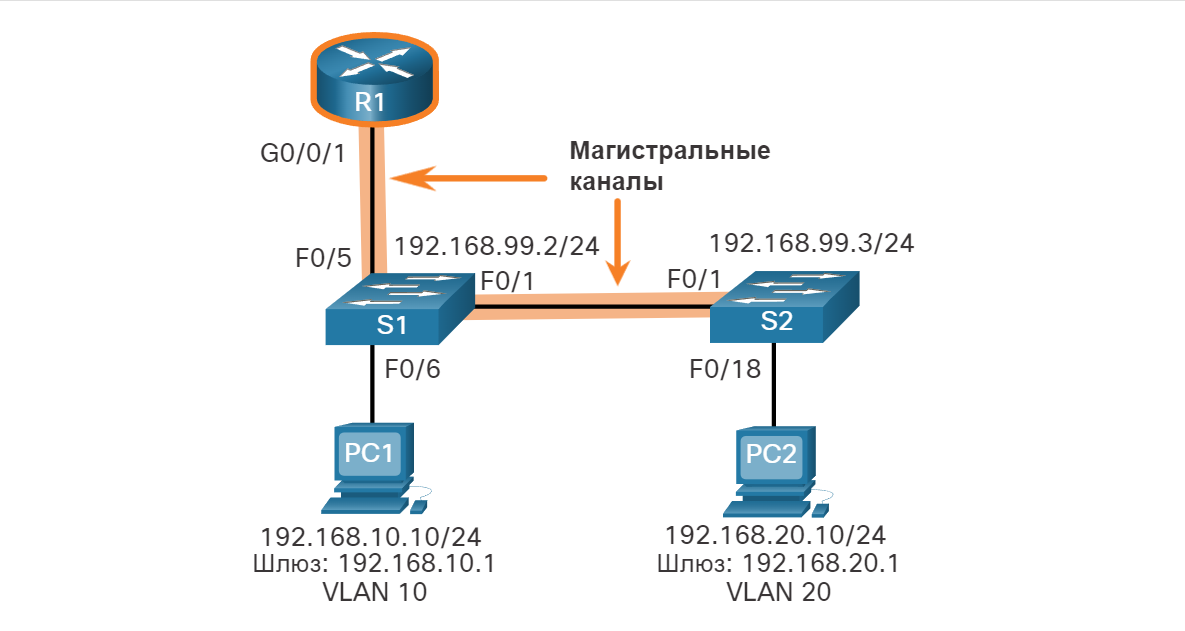 R1
G0/0/1
Магистральные
каналы
F0/5
192.168.99.2/24
192.168.99.3/24
F0/1
F0/1
S1
S2
F0/6
F0/18
PC1
PC2
192.168.10.10/24
Шлюз: 192.168.10.1
VLAN 10
192.168.20.10/24
Шлюз: 192.168.20.1
VLAN 20